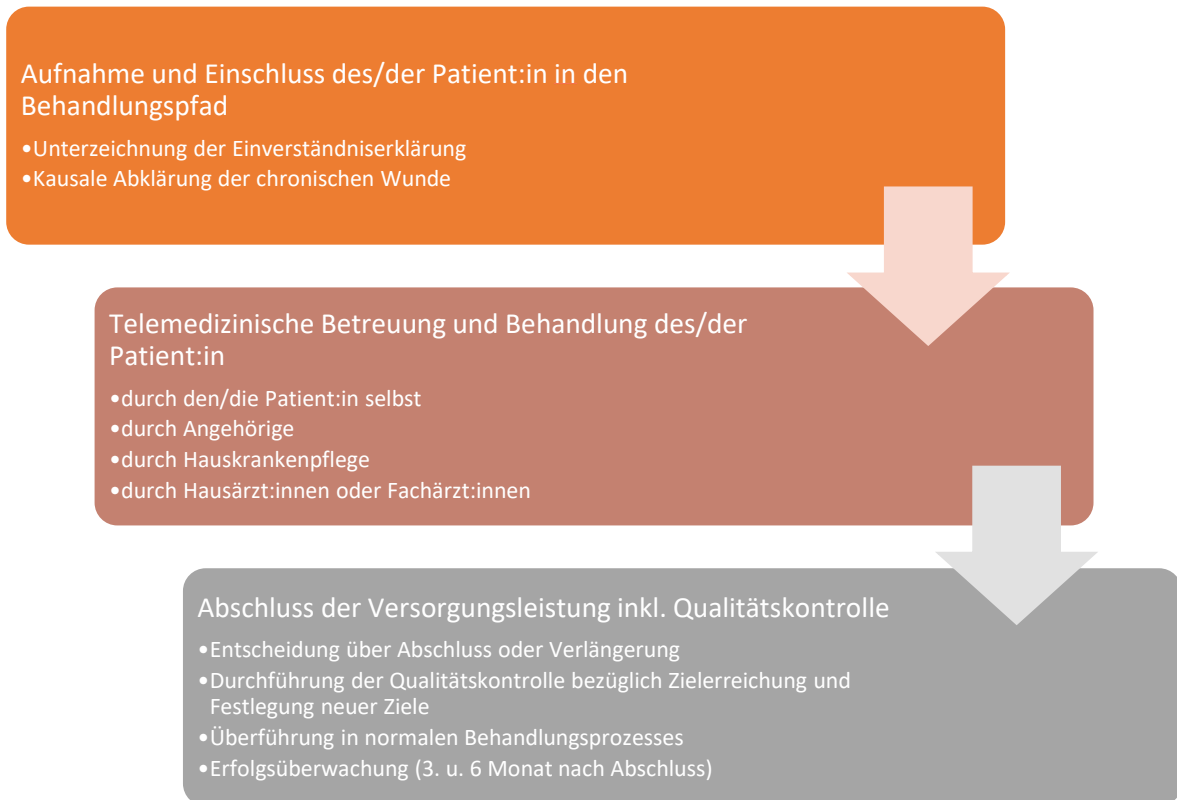 Aufnahme und Einschluss des/der Patient:in in den
Behandlungspfad
•Unterzeichnung der Einverständniserklärung
•Kausale Abklärung der chronischen Wunde
Telemedizinische Betreuung und Behandlung des/der
Patient:in
•durch den/die Patient:in selbst
•durch Angehörige
•durch Hauskrankenpflege
•durch Hausärzt:innen oder Fachärzt:innen
Abschluss der Versorgungsleistung inkl. Qualitätskontrolle
•Entscheidung über Abschluss oder Verlängerung
•Durchführung der Qualitätskontrolle bezüglich Zielerreichung und
Festlegung neuer Ziele
•Überführung in normalen Behandlungsprozesses
•Erfolgsüberwachung (3. u. 6 Monat nach Abschluss)